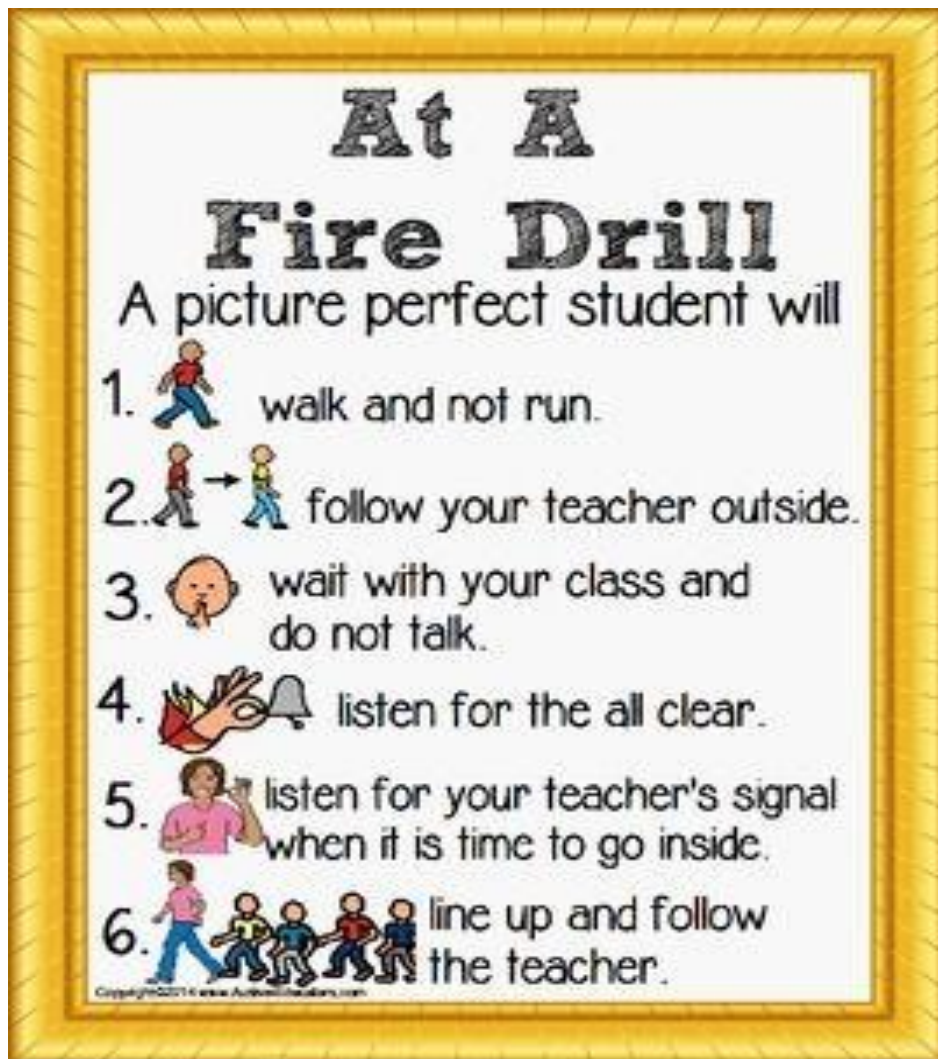 At A
Fire Drill
A picture perfect student will
1. walk and not run.
2. follow your teacher outside.
3. wait with your class and
do not talk.
4. listen for the all clear.
5. listen for your teacher's signal
when it is time to go inside.
6. line up and follow
the teacher.